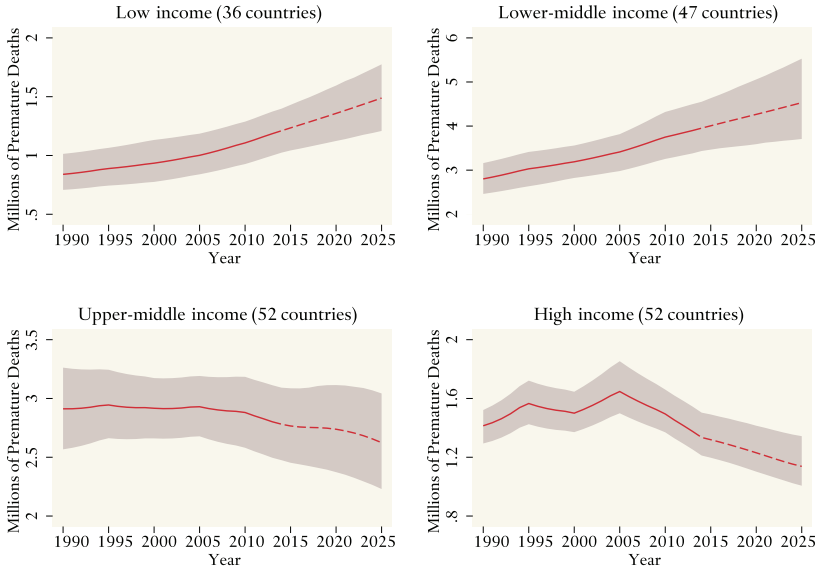 Low income (36 countries)
Millions of Premature Deaths
2
1.5
1
.5
1990 1995 2000 2005 2010 2015 2020 2025
Year
Lower-middle income (47 countries)
Millions of Premature Deaths
6
5
4
3
2
1990 1995 2000 2005 2010 2015 2020 2025
Year
Upper-middle income (52 countries)
Millions of Premature Deaths
3.5
3
2.5
2
1990 1995 2000 2005 2010 2015 2020 2025
Year
High income (52 countries)
Millions of Premature Deaths
2
1.6
1.2
.8
1990 1995 2000 2005 2010 2015 2020 2025
Year